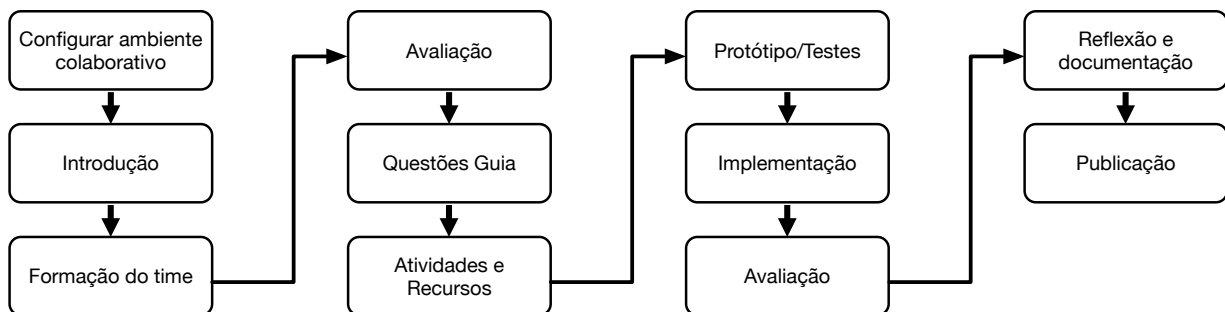 Configurar ambiente
colaborativo
Introdução
Formação do time
Avaliação
Questões Guia
Atividades e
Recursos
Protótipo/Testes
Implementação
Avaliação
Reflexão e
documentação
Publicação